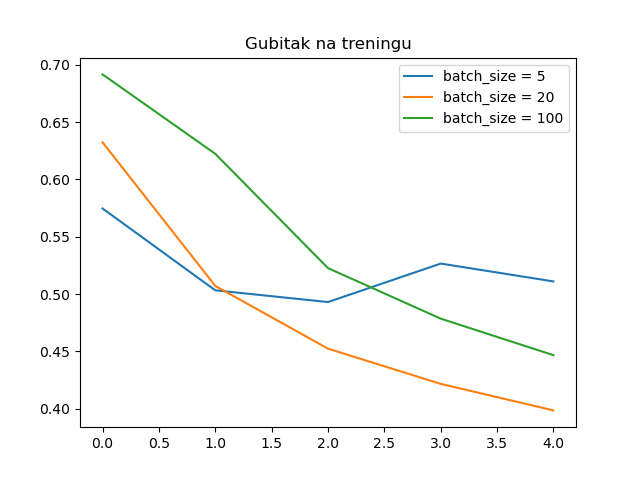 Gubitak na treningu
batch_size = 5
batch_size = 20
batch_size = 100
0.70
0.65
0.60
0.55
0.50
0.45
0.40
0.0 0.5 1.0 1.5 2.0 2.5 3.0 3.5 4.0